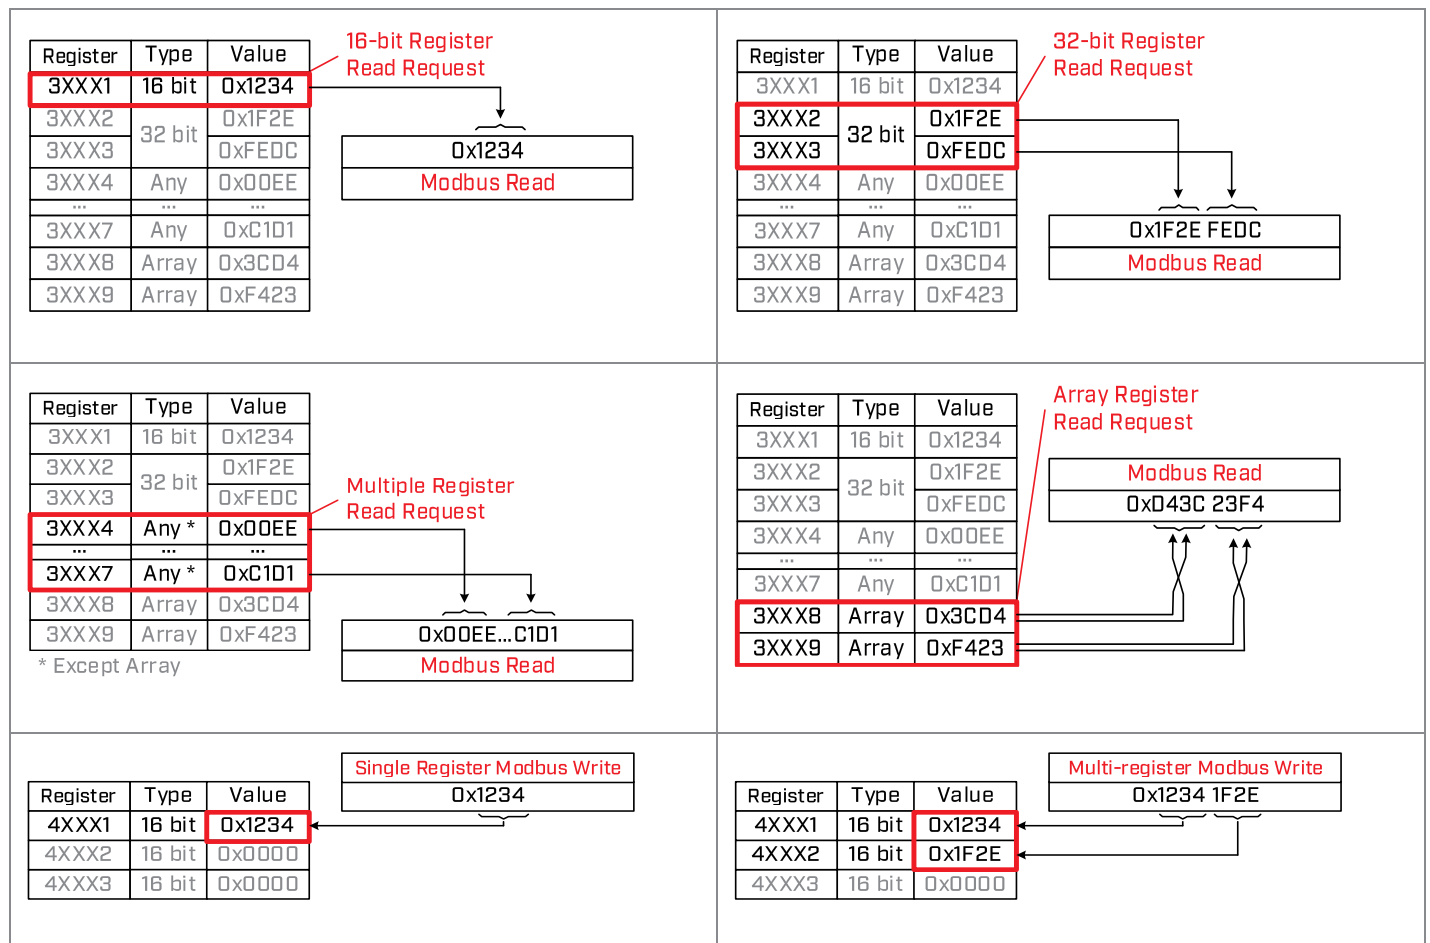 16-bit Register
Read Request
Register Type Value
3XXX1 16 bit 0x1234
3XXX2 32 bit 0x1F2E
3XXX3 0xFEDC
3XXX4 Any 0x00EE
... ... ...
3XXX7 Any 0xC1D1
3XXX8 Array 0x3CD4
3XXX9 Array 0xF423
0x1234
Modbus Read
32-bit Register
Read Request
Register Type Value
3XXX1 16 bit 0x1234
3XXX2 32 bit 0x1F2E
3XXX3 0xFEDC
3XXX4 Any 0x00EE
... ... ...
3XXX7 Any 0xC1D1
3XXX8 Array 0x3CD4
3XXX9 Array 0xF423
0x1F2E FEDC
Modbus Read
Register Type Value
3XXX1 16 bit 0x1234
3XXX2 32 bit 0x1F2E
3XXX3 0xFEDC
3XXX4 Any * 0x00EE
... ... ...
3XXX7 Any * 0xC1D1
3XXX8 Array 0x3CD4
3XXX9 Array 0xF423
* Except Array
Multiple Register
Read Request
0x00EE...C1D1
Modbus Read
Array Register
Read Request
Register Type Value
3XXX1 16 bit 0x1234
3XXX2 32 bit 0x1F2E
3XXX3 0xFEDC
3XXX4 Any 0x00EE
... ... ...
3XXX7 Any 0xC1D1
3XXX8 Array 0x3CD4
3XXX9 Array 0xF423
Modbus Read
0xD43C 23F4
Single Register Modbus Write
0x1234
Register Type Value
4XXX1 16 bit 0x1234
4XXX2 16 bit 0x0000
4XXX3 16 bit 0x0000
Multi-register Modbus Write
0x1234 1F2E
Register Type Value
4XXX1 16 bit 0x1234
4XXX2 16 bit 0x1F2E
4XXX3 16 bit 0x0000